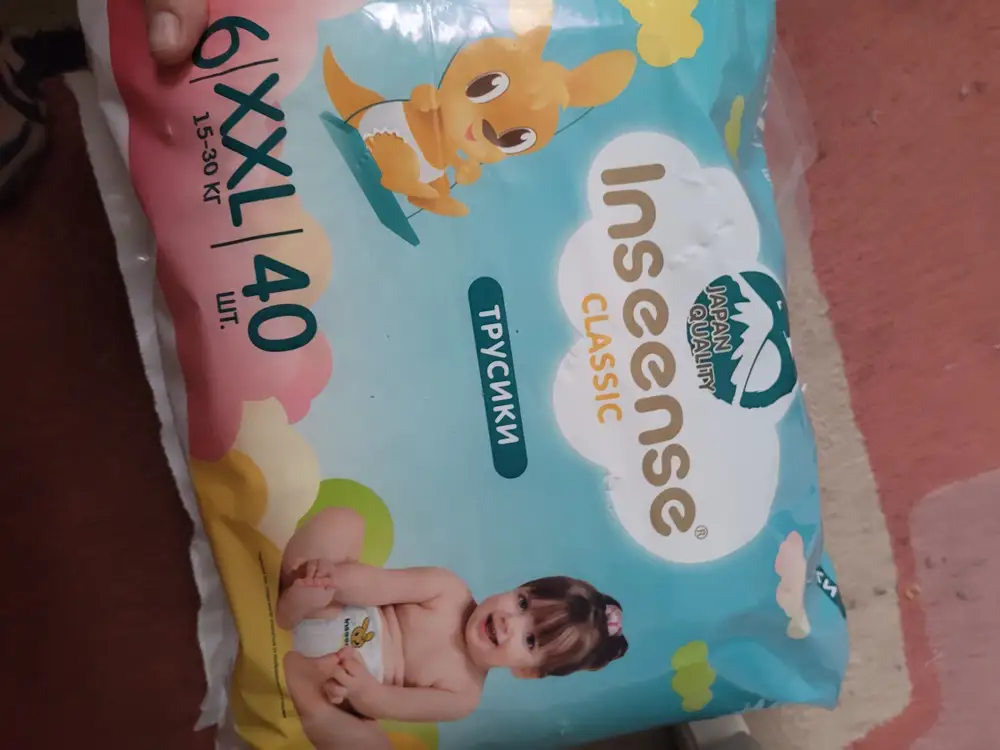 JAPAN
QUALITY
Inseense®
CLASSIC
ТРУСИКИ
6 | XXL | 40
15-30 КГ
ШТ.